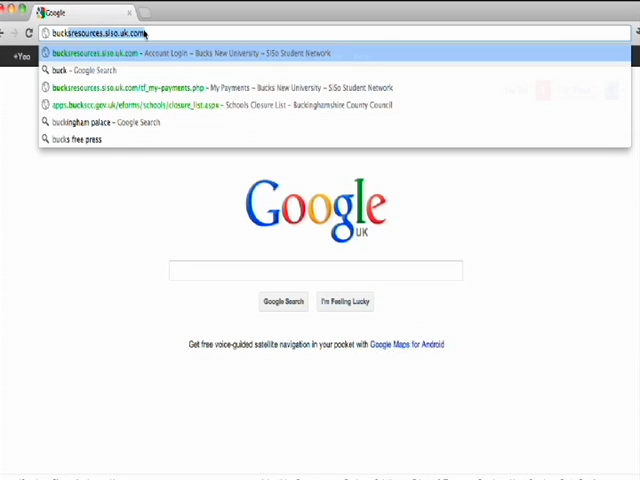 Google
bucksresources.siso.uk.com
+You
bucksresources.siso.uk.com - Account Login - Bucks New University - SiSo Student Network
buck - Google Search
bucksresources.siso.uk.com/tf_my-payments.php - My Payments - Bucks New University - SiSo Student Network
apps.buckscc.gov.uk/eforms/schools/closure_list.aspx - Schools Closure List - Buckinghamshire County Council
buckingham palace - Google Search
bucks free press
Google
UK
Google Search
I'm Feeling Lucky
Get free voice-guided satellite navigation in your pocket with Google Maps for Android